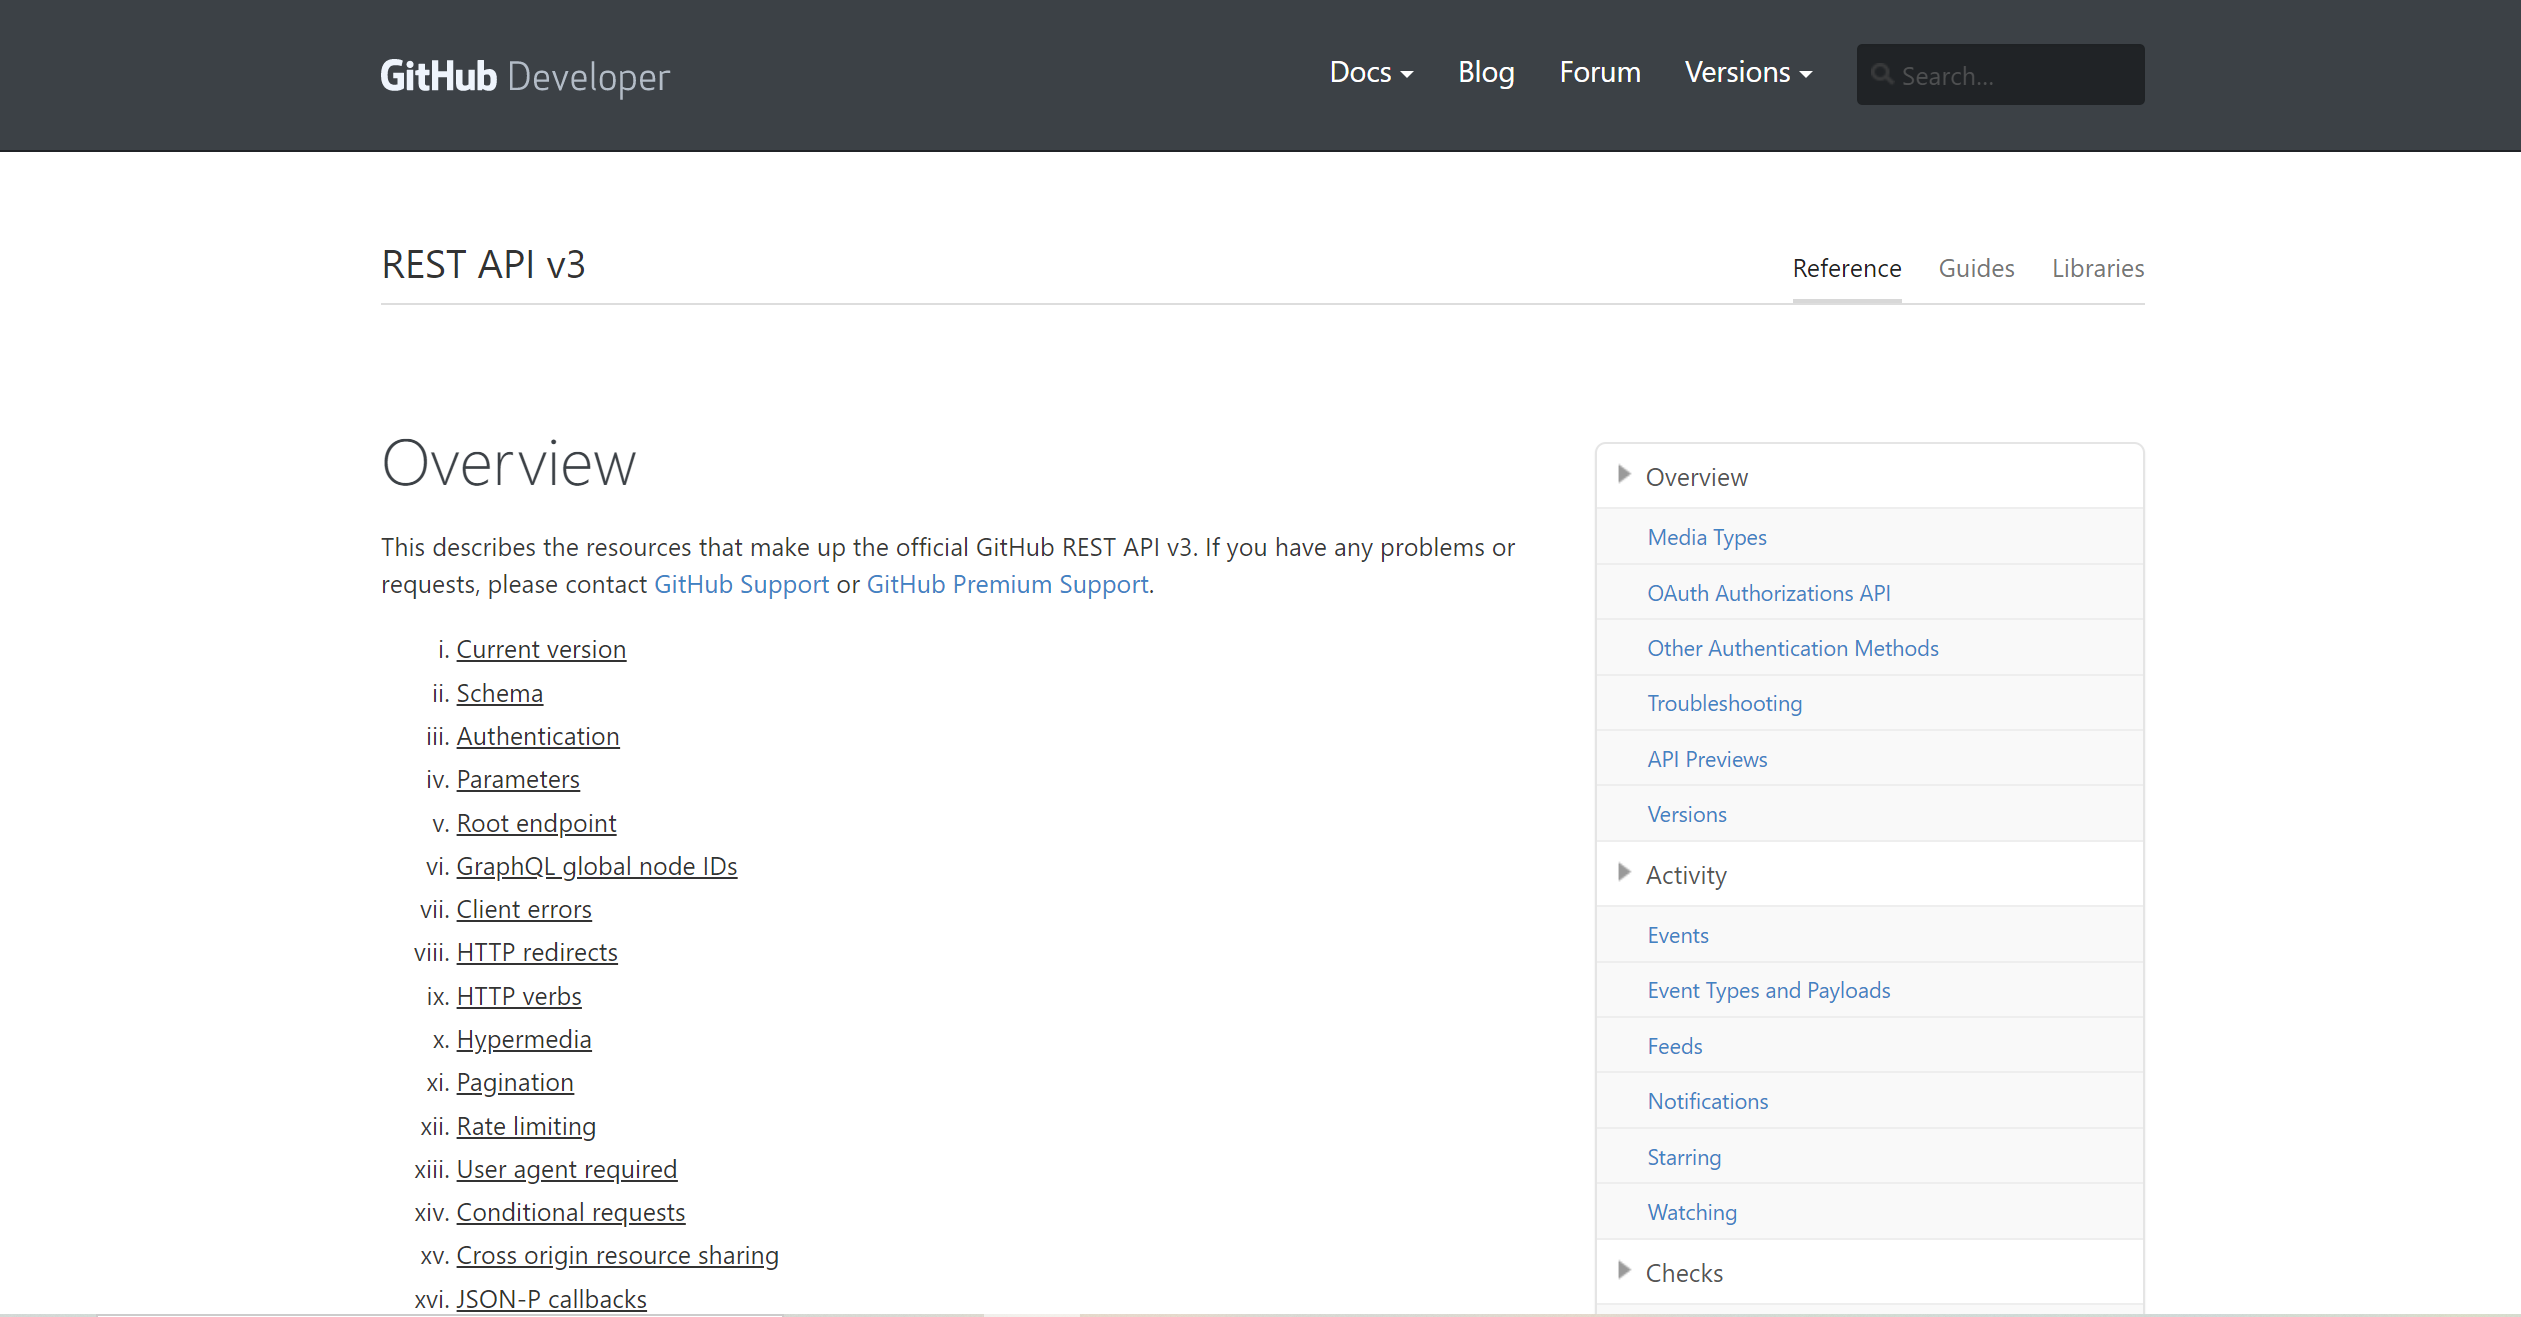 GitHub Developer
Docs
Blog
Forum
Versions
Search...
REST API v3
Reference
Guides
Libraries
Overview
This describes the resources that make up the official GitHub REST API v3. If you have any problems or
requests, please contact GitHub Support or GitHub Premium Support.
i. Current version
ii. Schema
iii. Authentication
iv. Parameters
v. Root endpoint
vi. GraphQL global node IDs
vii. Client errors
viii. HTTP redirects
ix. HTTP verbs
x. Hypermedia
xi. Pagination
xii. Rate limiting
xiii. User agent required
xiv. Conditional requests
xv. Cross origin resource sharing
xvi. JSON-P callbacks
Overview
Media Types
OAuth Authorizations API
Other Authentication Methods
Troubleshooting
API Previews
Versions
Activity
Events
Event Types and Payloads
Feeds
Notifications
Starring
Watching
Checks